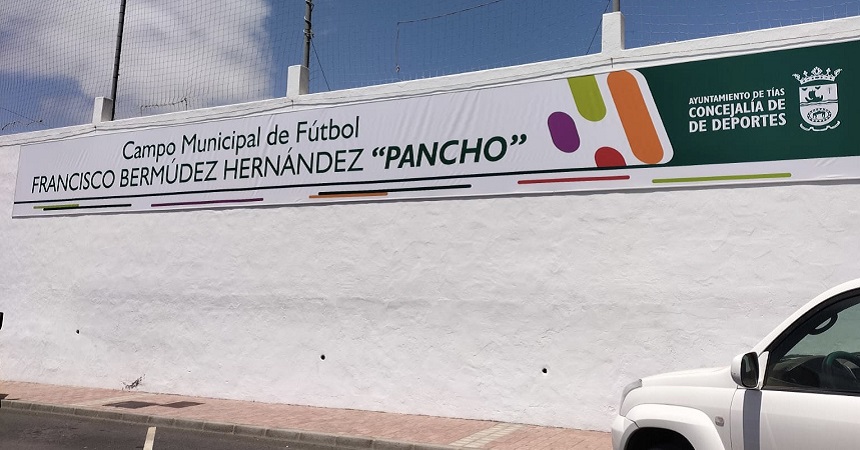 Campo Municipal de Fútbol
FRANCISCO BERMÚDEZ HERNÁNDEZ “PANCHO”
AYUNTAMIENTO DE TÍAS
CONCEJALÍA DE
DE DEPORTES